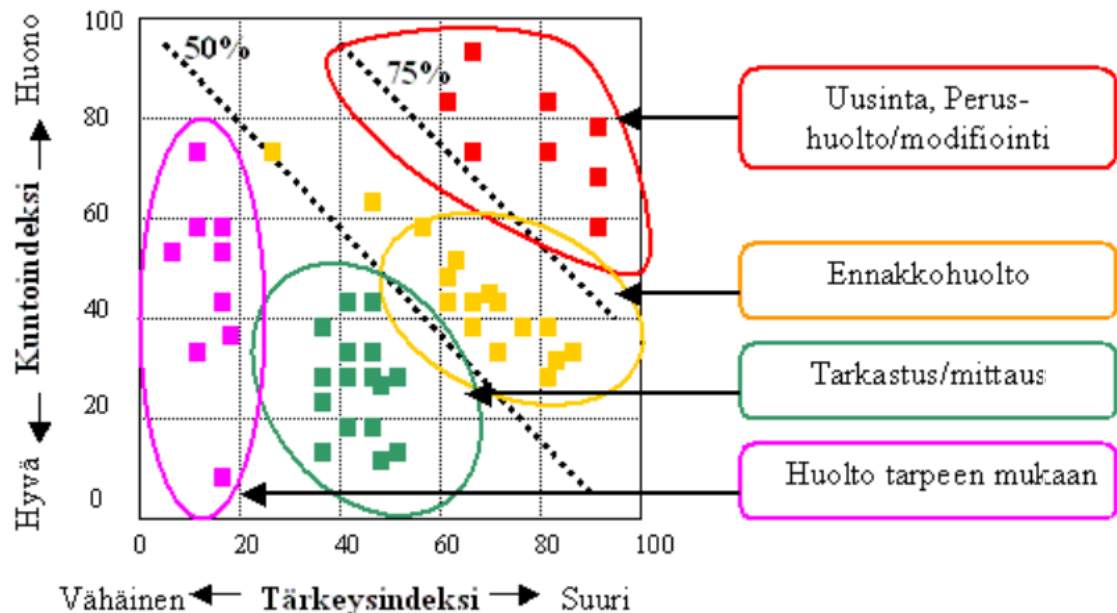 100
80
60
40
20
0
Hyvä ← Kuntoindeksi → Huono
50%
75%
0 20 40 60 80 100
Vähäinen ← Tärkeysindeksi → Suuri
Uusinta, Perus-
huolto/modifiointi
Ennakkohuolto
Tarkastus/mittaus
Huolto tarpeen mukaan